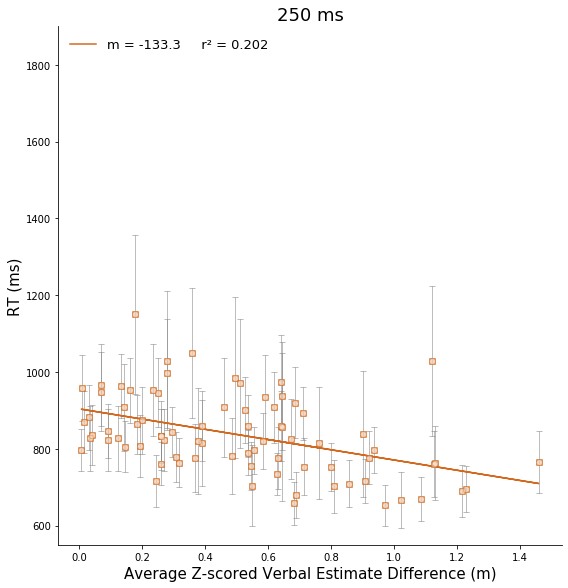 250 ms
m = -133.3 r² = 0.202
1800
1600
1400
1200
1000
800
600
RT (ms)
0.0 0.2 0.4 0.6 0.8 1.0 1.2 1.4
Average Z-scored Verbal Estimate Difference (m)